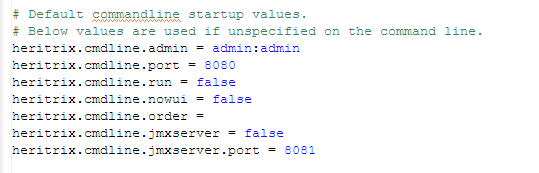 # Default commandline startup values.
# Below values are used if unspecified on the command line.
heritrix.cmdline.admin = admin:admin
heritrix.cmdline.port = 8080
heritrix.cmdline.run = false
heritrix.cmdline.nowui = false
heritrix.cmdline.order =
heritrix.cmdline.jmxserver = false
heritrix.cmdline.jmxserver.port = 8081